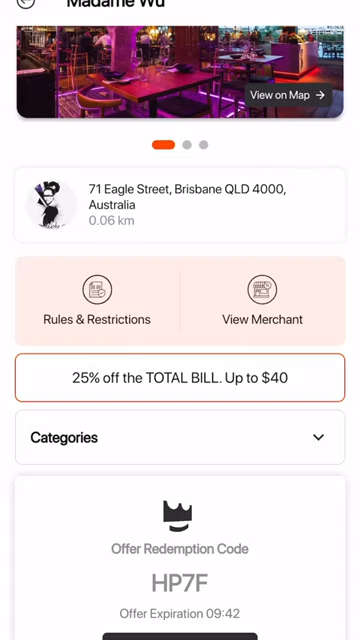 Madame Wu
View on Map →
71 Eagle Street, Brisbane QLD 4000,
Australia
0.06 km
Rules & Restrictions
View Merchant
25% off the TOTAL BILL. Up to $40
Categories
Offer Redemption Code
HP7F
Offer Expiration 09:42